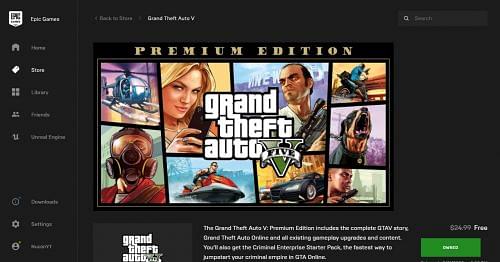 EPIC GAMES
Epic Games
Back to Store
Grand Theft Auto V
Search
Home
Store
Library
Friends
Unreal Engine
Downloads
Settings
PREMIUM EDITION
grand
theft
auto
V
FIVE
grand
theft
auto
The Grand Theft Auto V: Premium Edition includes the complete GTAV story,
Grand Theft Auto Online and all existing gameplay upgrades and content.
You'll also get the Criminal Enterprise Starter Pack, the fastest way to
jumpstart your criminal empire in GTA Online.
$24.99 Free
OWNED